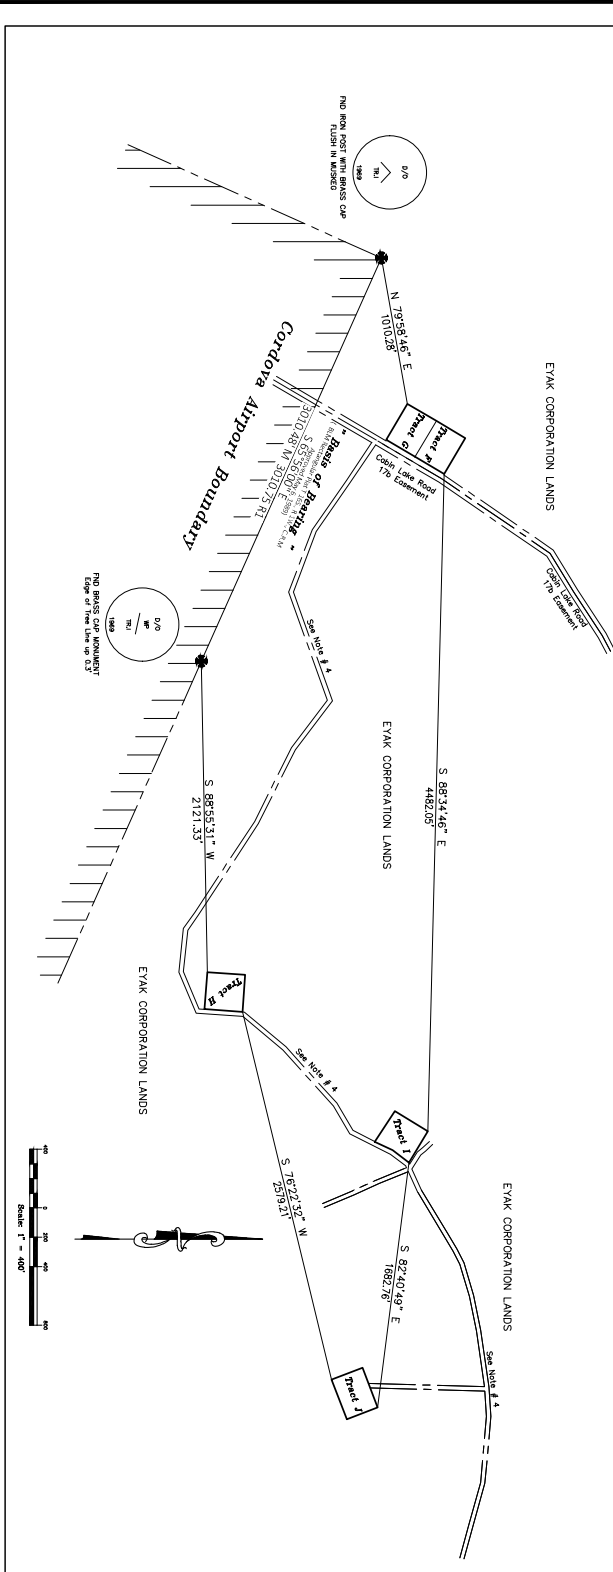 FND IRON POST WITH BRASS CAP
FLUSH IN MUSKEG
D/D
TR.I
1969
N 79°58'46" E
1010.28'
EYAK CORPORATION LANDS
Tract F
Tract G
Cabin Lake Road
17b Easement
Cabin Lake Road
17b Easement
Cordova Airport Boundary
" Basis of Bearing "
S 65°56'00" E
3010.48' M 3010.75 R1
FND BRASS CAP MONUMENT
Edge of Tree Line up 0.3'
D/D
WP
TR.I
1969
See Note # 4
EYAK CORPORATION LANDS
S 88°34'46" E
4482.05'
S 88°55'31" W
2121.33'
EYAK CORPORATION LANDS
Tract H
See Note # 4
Tract I
EYAK CORPORATION LANDS
S 76°22'32" W
2579.21'
S 82°40'49" E
1682.76'
See Note # 4
Tract J
400
0
200
400
800
Scale: 1" = 400'